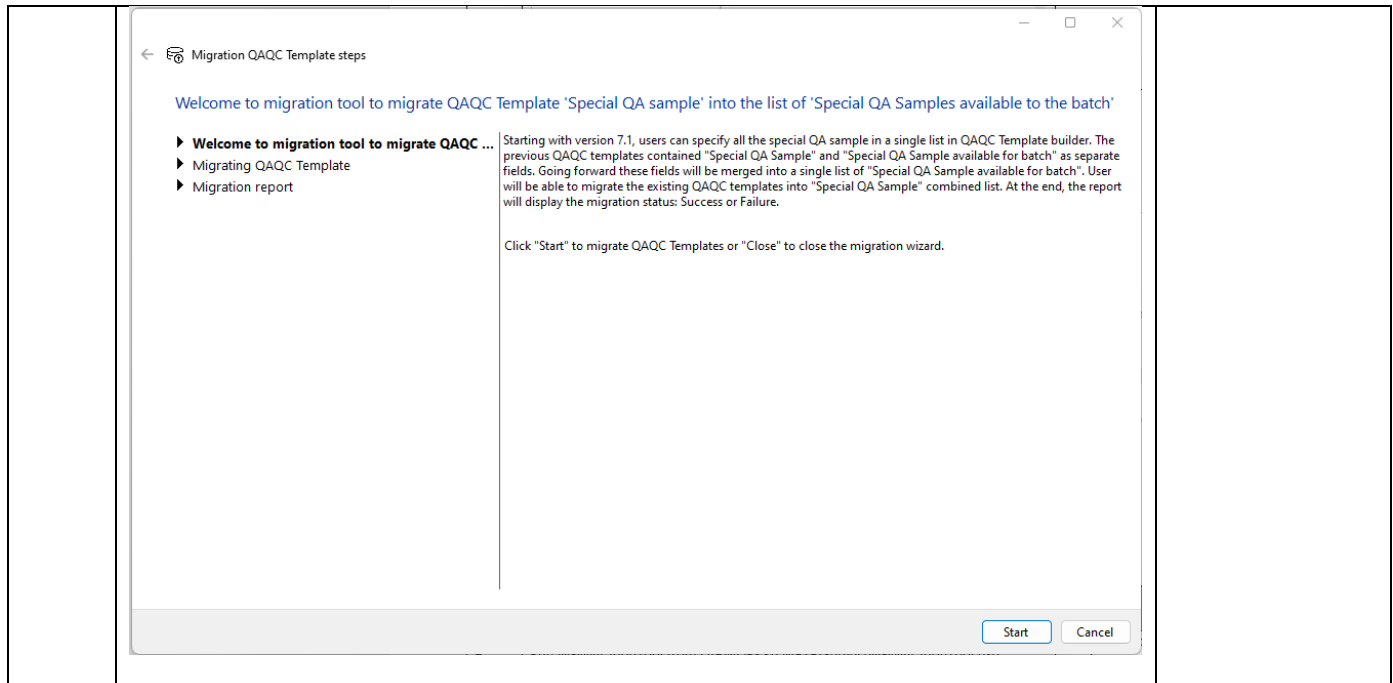 Migration QAQC Template steps
Welcome to migration tool to migrate QAQC Template 'Special QA sample' into the list of 'Special QA Samples available to the batch'
Welcome to migration tool to migrate QAQC ...
Migrating QAQC Template
Migration report
Starting with version 7.1, users can specify all the special QA sample in a single list in QAQC Template builder. The
previous QAQC templates contained "Special QA Sample" and "Special QA Sample available for batch" as separate
fields. Going forward these fields will be merged into a single list of "Special QA Sample available for batch". User
will be able to migrate the existing QAQC templates into "Special QA Sample" combined list. At the end, the report
will display the migration status: Success or Failure.
Click "Start" to migrate QAQC Templates or "Close" to close the migration wizard.
Start
Cancel